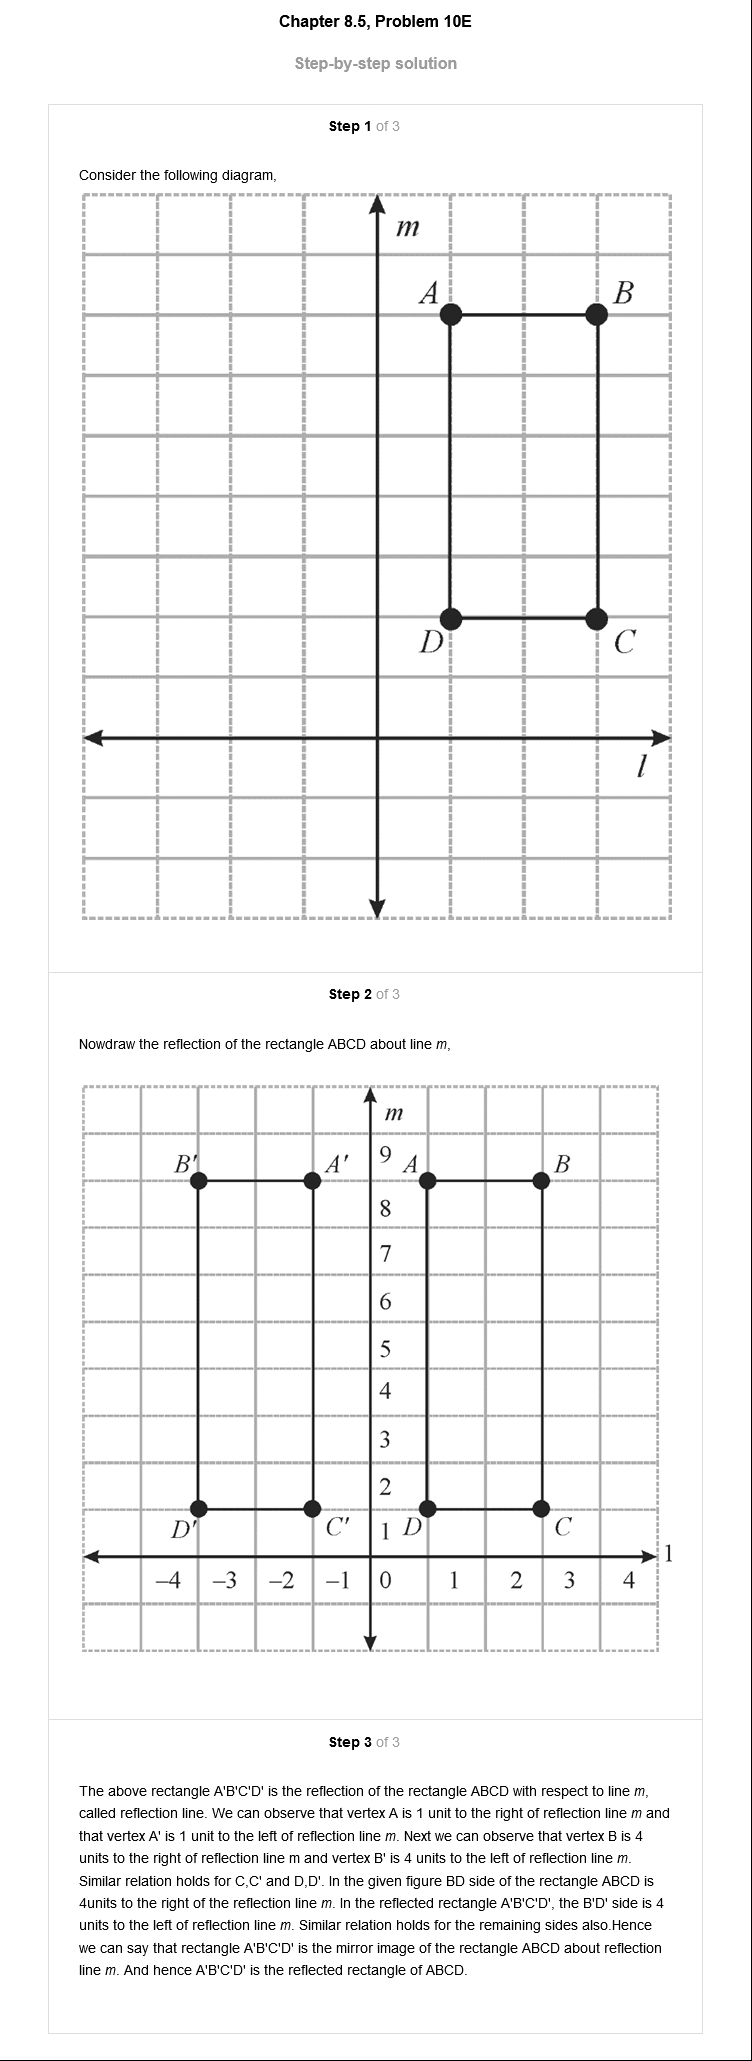 Chapter 8.5, Problem 10E
Step-by-step solution
Step 1 of 3
Consider the following diagram,
m
A B
D C
l
Step 2 of 3
Nowdraw the reflection of the rectangle ABCD about line m,
m
B' A' 9 A B
8
7
6
5
4
3
2
D' C' 1 D C
1
–4 –3 –2 –1 0 1 2 3 4
Step 3 of 3
The above rectangle A'B'C'D' is the reflection of the rectangle ABCD with respect to line m,
called reflection line. We can observe that vertex A is 1 unit to the right of reflection line m and
that vertex A' is 1 unit to the left of reflection line m. Next we can observe that vertex B is 4
units to the right of reflection line m and vertex B' is 4 units to the left of reflection line m.
Similar relation holds for C,C' and D,D'. In the given figure BD side of the rectangle ABCD is
4units to the right of the reflection line m. In the reflected rectangle A'B'C'D', the B'D' side is 4
units to the left of reflection line m. Similar relation holds for the remaining sides also.Hence
we can say that rectangle A'B'C'D' is the mirror image of the rectangle ABCD about reflection
line m. And hence A'B'C'D' is the reflected rectangle of ABCD.